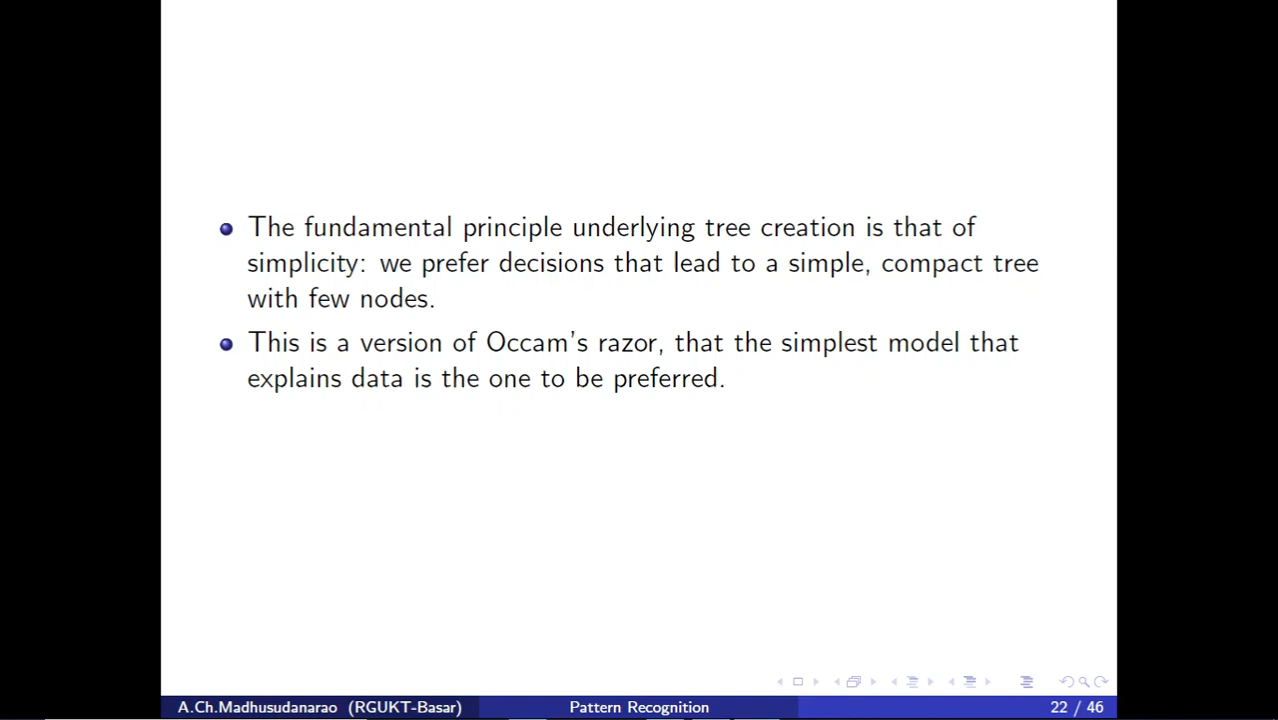 The fundamental principle underlying tree creation is that of
simplicity: we prefer decisions that lead to a simple, compact tree
with few nodes.
This is a version of Occam's razor, that the simplest model that
explains data is the one to be preferred.
A.Ch.Madhusudanarao (RGUKT-Basar) Pattern Recognition 22 / 46